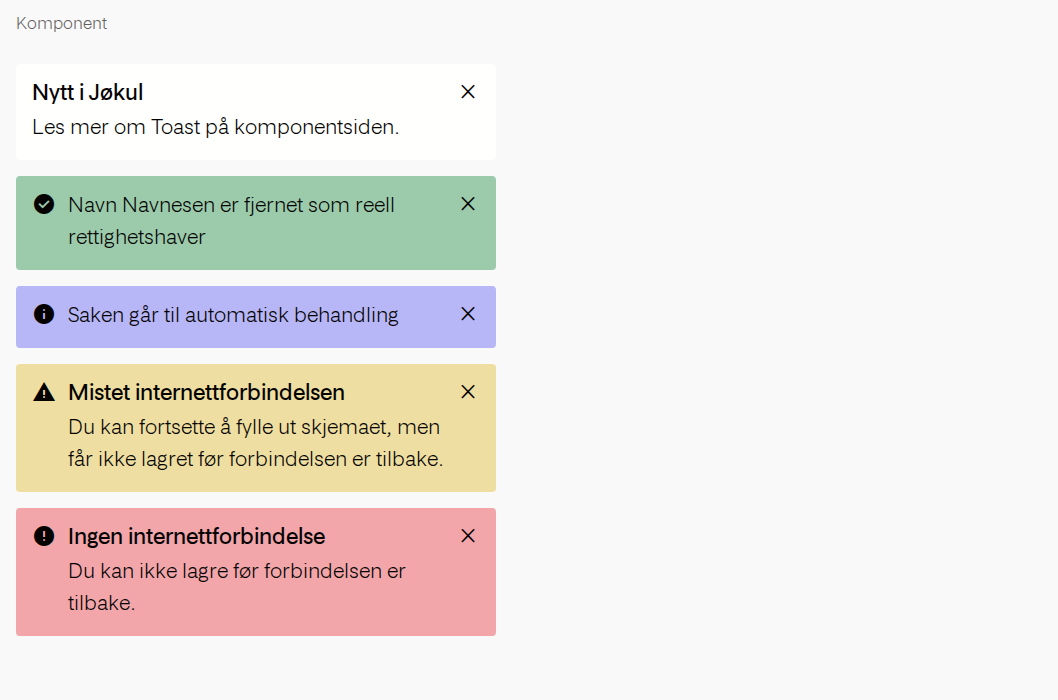 Komponent
Nytt i Jøkul
Les mer om Toast på komponentsiden.
Navn Navnesen er fjernet som reell
rettighetshaver
Saken går til automatisk behandling
Mistet internettforbindelsen
Du kan fortsette å fylle ut skjemaet, men
får ikke lagret før forbindelsen er tilbake.
Ingen internettforbindelse
Du kan ikke lagre før forbindelsen er
tilbake.